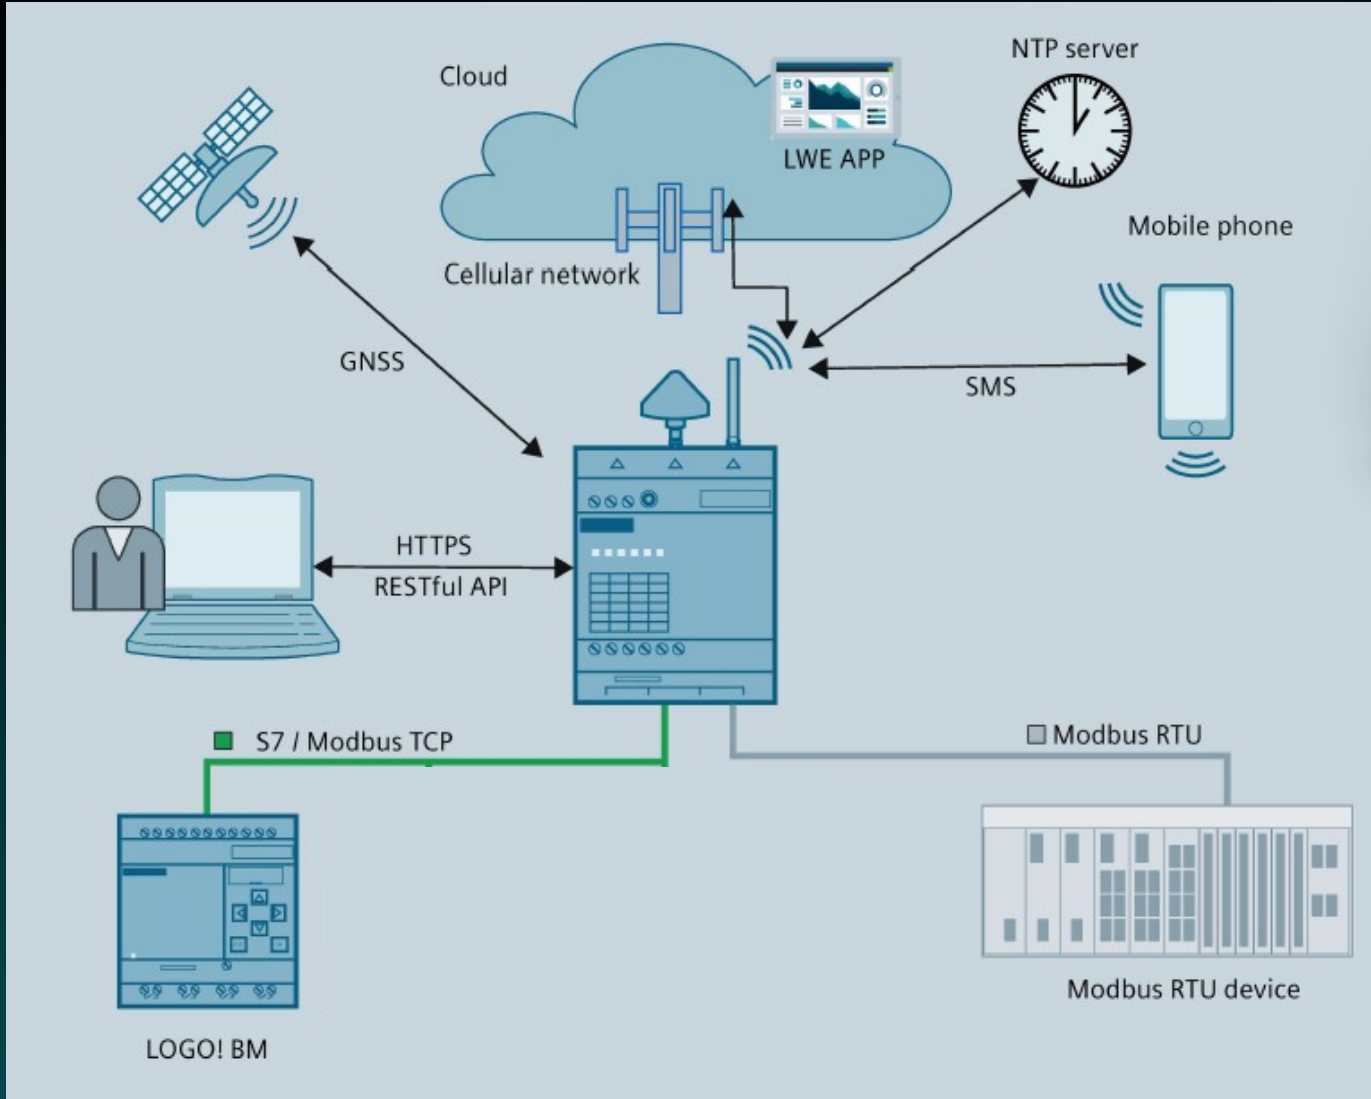 NTP server
Cloud
LWE APP
Mobile phone
Cellular network
GNSS
SMS
HTTPS
RESTful API
S7 / Modbus TCP
Modbus RTU
Modbus RTU device
LOGO! BM